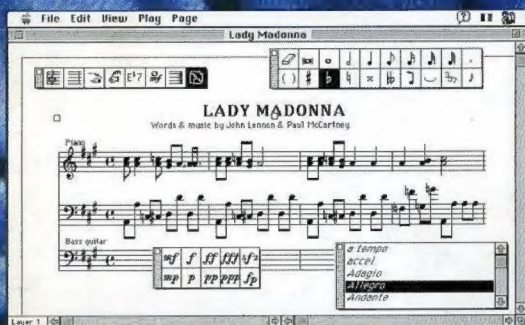 File Edit View Play Page
Lady Madonna
E♭7
LADY MADONNA
Words & music by John Lennon & Paul McCartney
Piano
Bass guitar
mf f ff fff sfz
mp p pp ppp fp
a tempo
accel.
Adagio
Allegro
Andante
Layer 1